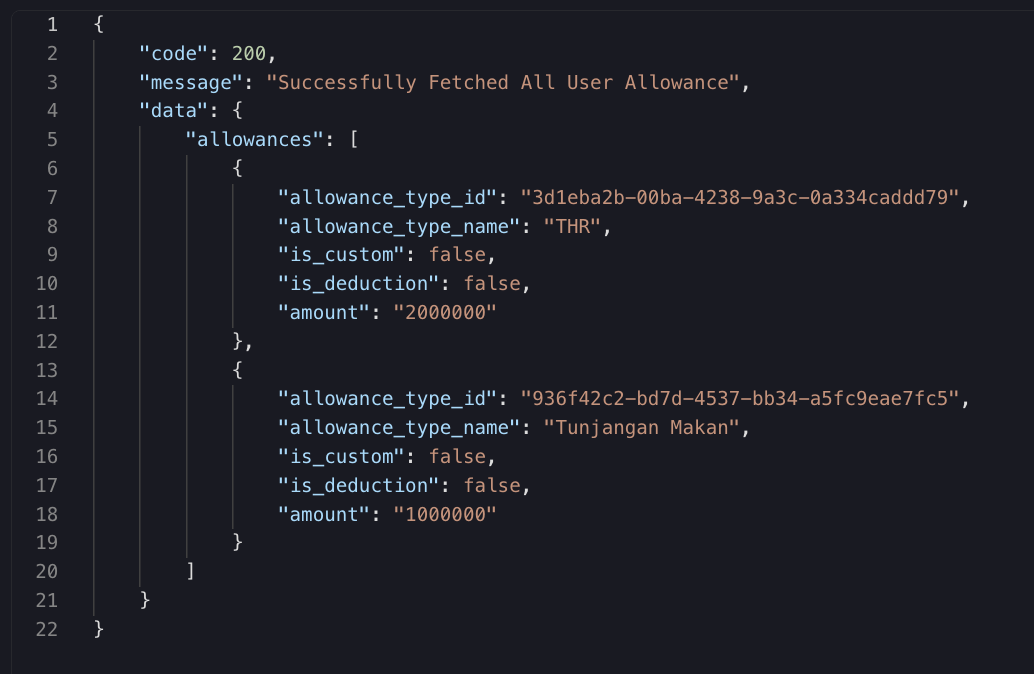 1 {
2 "code": 200,
3 "message": "Successfully Fetched All User Allowance",
4 "data": {
5 "allowances": [
6 {
7 "allowance_type_id": "3d1eba2b-00ba-4238-9a3c-0a334caddd79",
8 "allowance_type_name": "THR",
9 "is_custom": false,
10 "is_deduction": false,
11 "amount": "2000000"
12 },
13 {
14 "allowance_type_id": "936f42c2-bd7d-4537-bb34-a5fc9eae7fc5",
15 "allowance_type_name": "Tunjangan Makan",
16 "is_custom": false,
17 "is_deduction": false,
18 "amount": "1000000"
19 }
20 ]
21 }
22 }